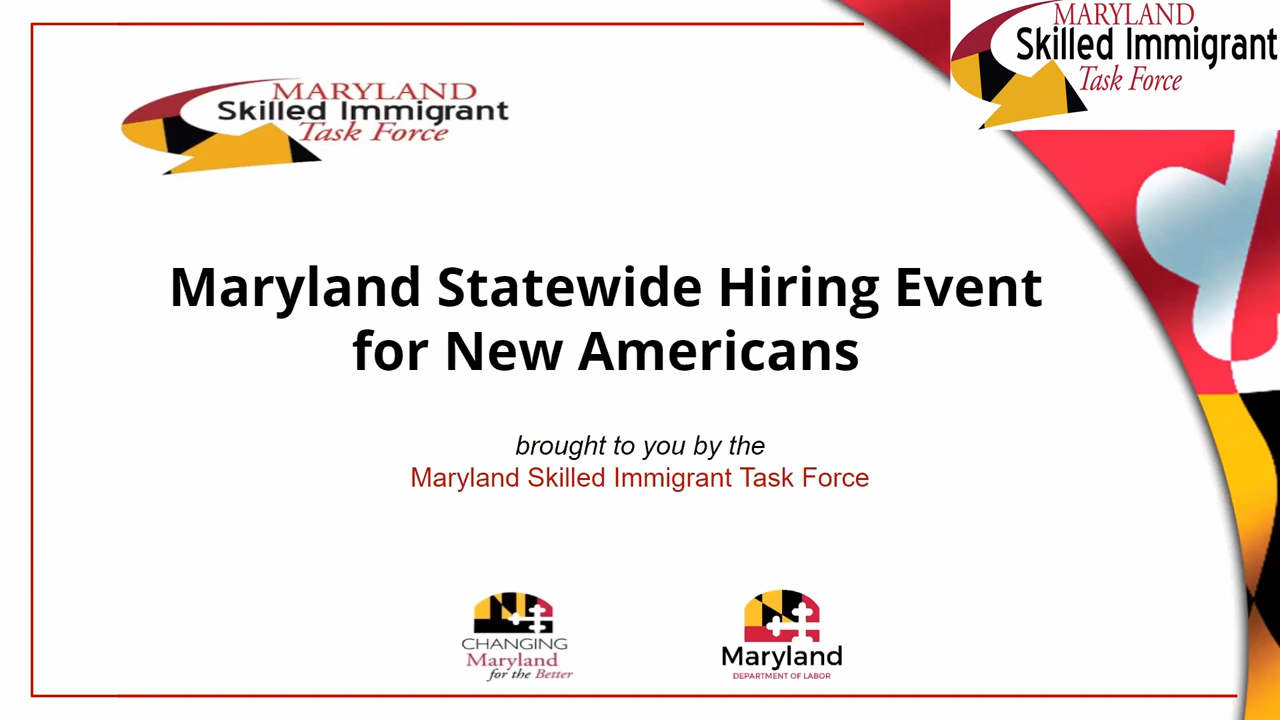 MARYLAND
Skilled Immigrant
Task Force
MARYLAND
Skilled Immigrant
Task Force
Maryland Statewide Hiring Event
for New Americans
brought to you by the
Maryland Skilled Immigrant Task Force
CHANGING
Maryland
for the Better
Maryland
DEPARTMENT OF LABOR